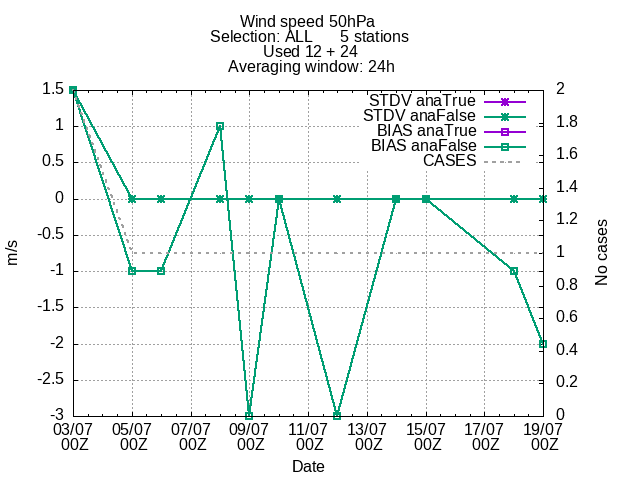 Wind speed 50hPa
Selection: ALL 5 stations
Used 12 + 24
Averaging window: 24h
STDV anaTrue
STDV anaFalse
BIAS anaTrue
BIAS anaFalse
CASES
1.5
1
0.5
0
-0.5
-1
-1.5
-2
-2.5
-3
m/s
2
1.8
1.6
1.4
1.2
1
0.8
0.6
0.4
0.2
0
No cases
03/07 05/07 07/07 09/07 11/07 13/07 15/07 17/07 19/07
00Z 00Z 00Z 00Z 00Z 00Z 00Z 00Z 00Z
Date